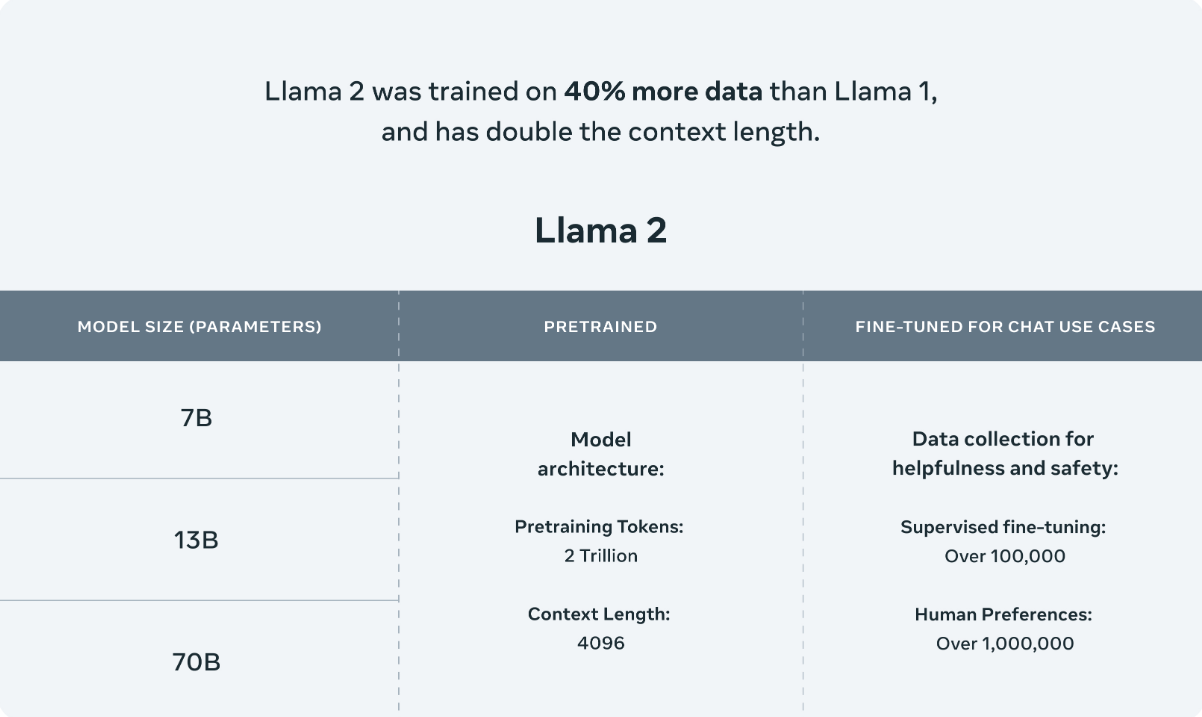 Llama 2 was trained on 40% more data than Llama 1,
and has double the context length.
Llama 2
MODEL SIZE (PARAMETERS)
PRETRAINED
FINE-TUNED FOR CHAT USE CASES
7B
13B
70B
Model
architecture:
Pretraining Tokens:
2 Trillion
Context Length:
4096
Data collection for
helpfulness and safety:
Supervised fine-tuning:
Over 100,000
Human Preferences:
Over 1,000,000